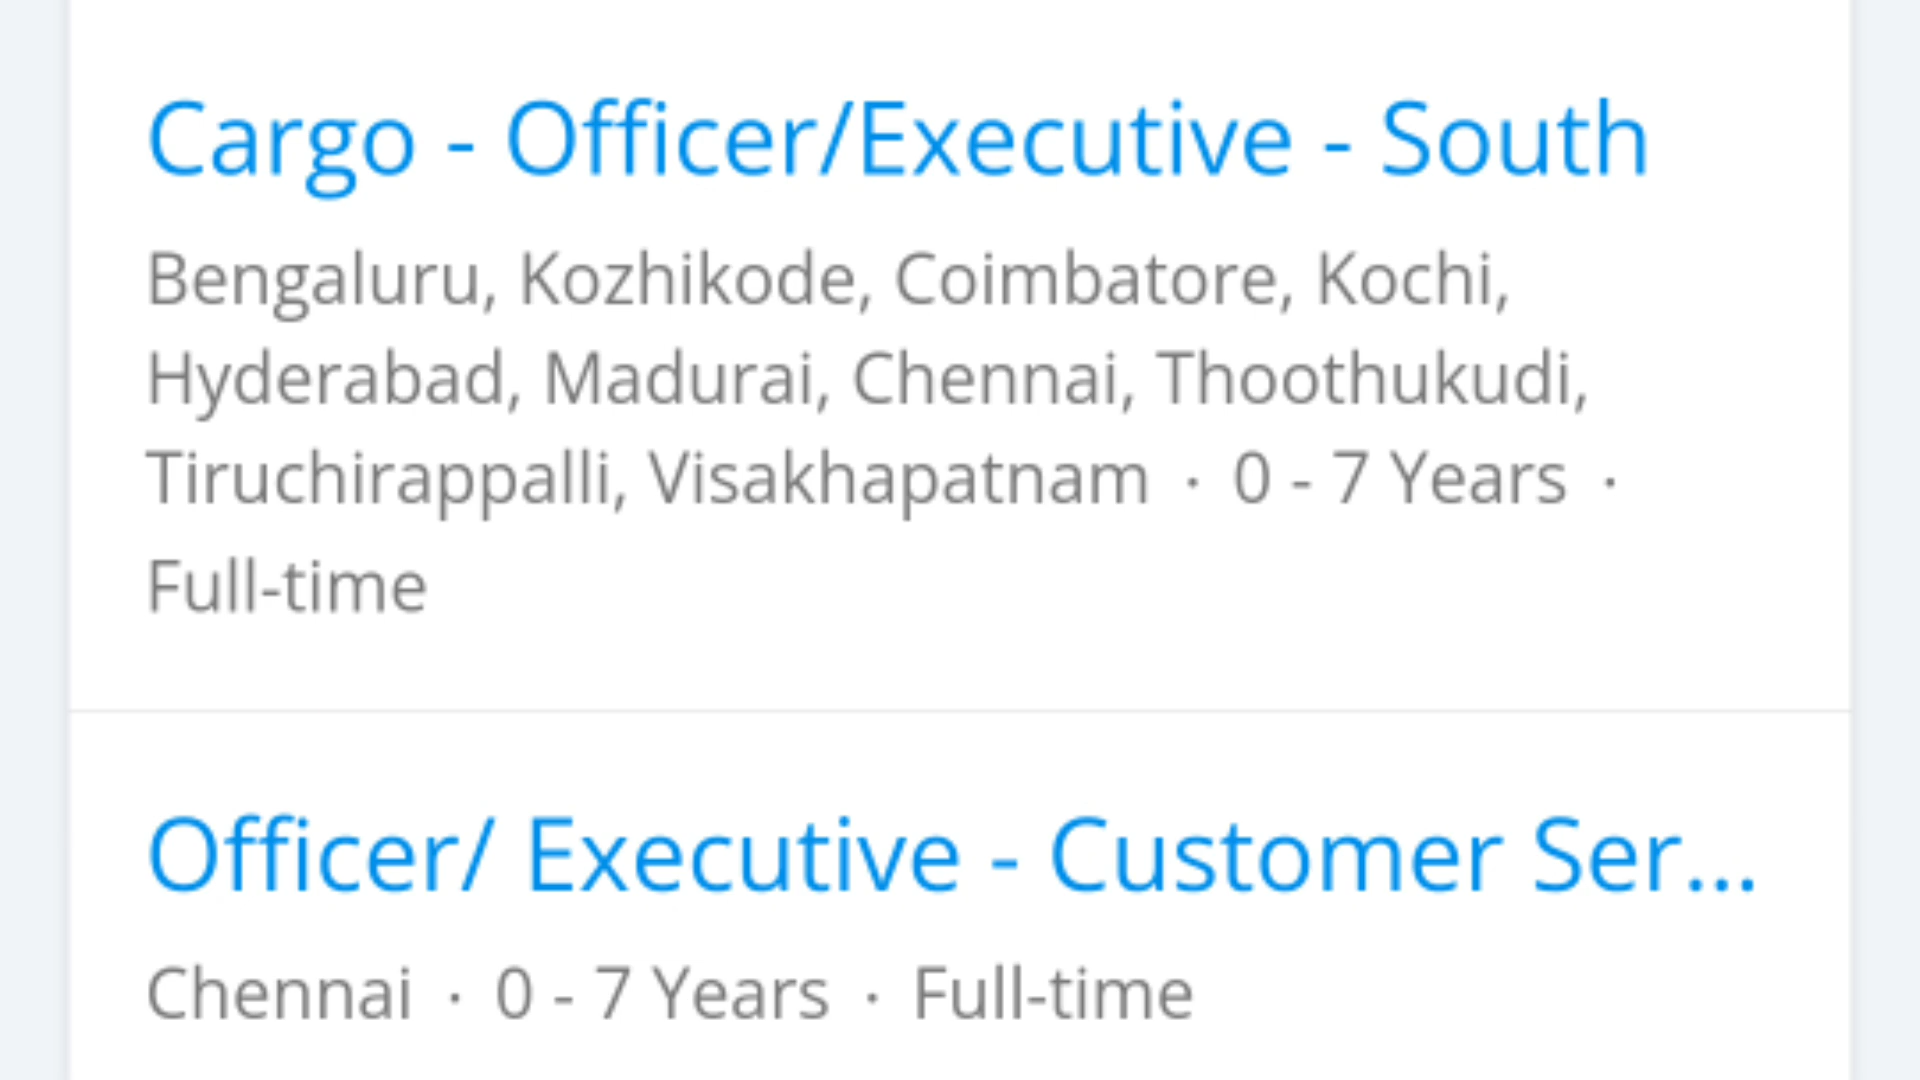 Cargo - Officer/Executive - South
Bengaluru, Kozhikode, Coimbatore, Kochi,
Hyderabad, Madurai, Chennai, Thoothukudi,
Tiruchirappalli, Visakhapatnam · 0 - 7 Years ·
Full-time
Officer/ Executive - Customer Ser...
Chennai · 0 - 7 Years · Full-time